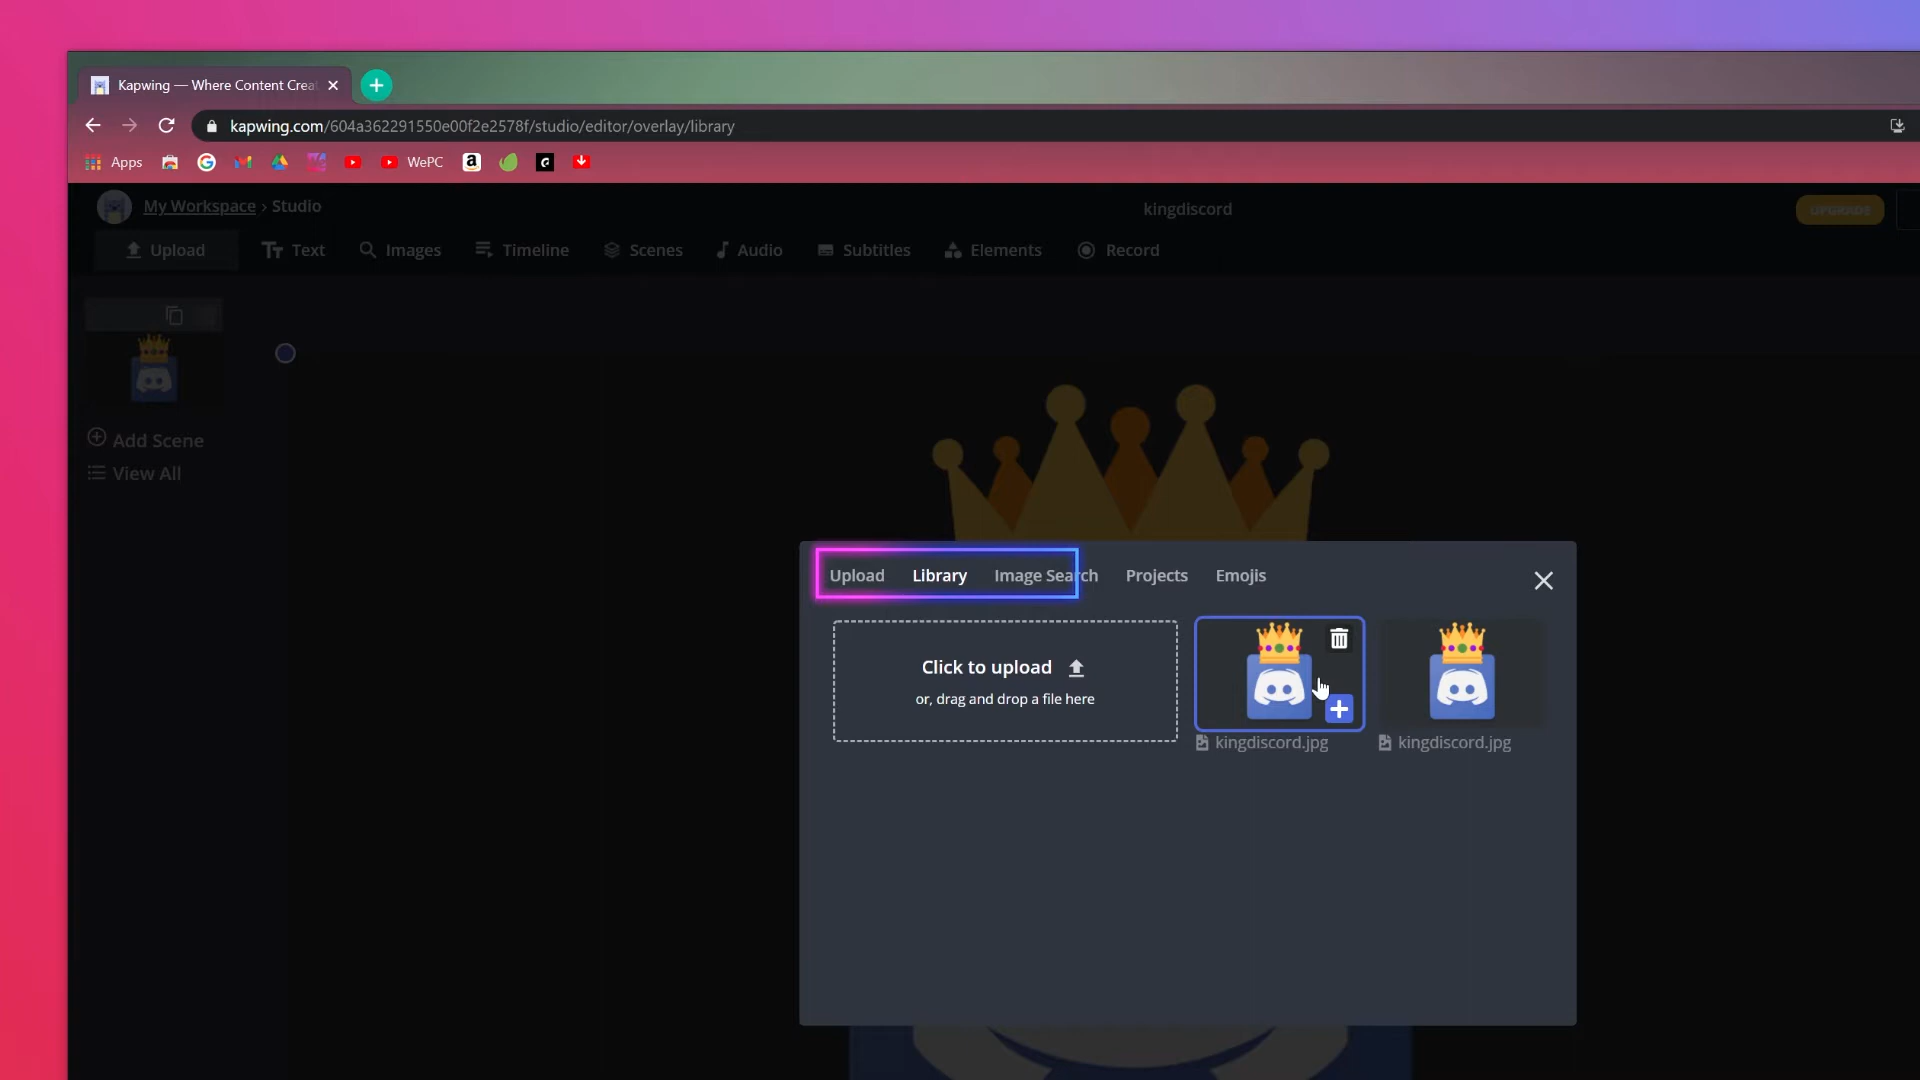 Kapwing — Where Content Crea
kapwing.com/604a362291550e00f2e2578f/studio/editor/overlay/library
Apps
WePC
My Workspace › Studio
kingdiscord
UPGRADE
Upload
Text
Images
Timeline
Scenes
Audio
Subtitles
Elements
Record
Add Scene
View All
Upload
Library
Image Search
Projects
Emojis
Click to upload
or, drag and drop a file here
kingdiscord.jpg
kingdiscord.jpg